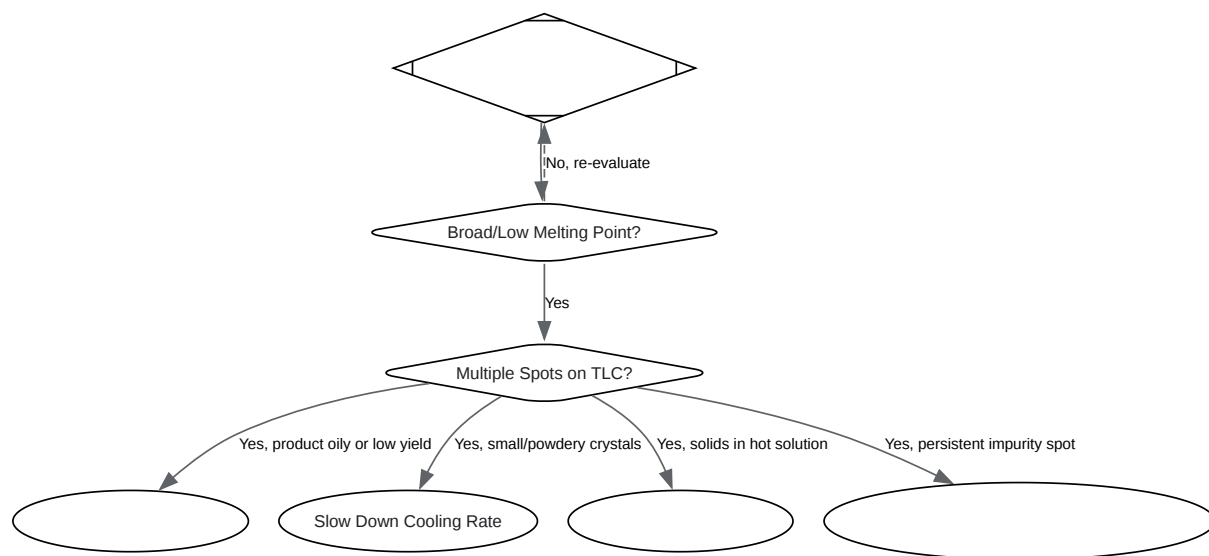 No, re-evaluate
Broad/Low Melting Point?
Yes
Multiple Spots on TLC?
Yes, product oily or low yield
Yes, small/powdery crystals
Yes, solids in hot solution
Yes, persistent impurity spot
Slow Down Cooling Rate